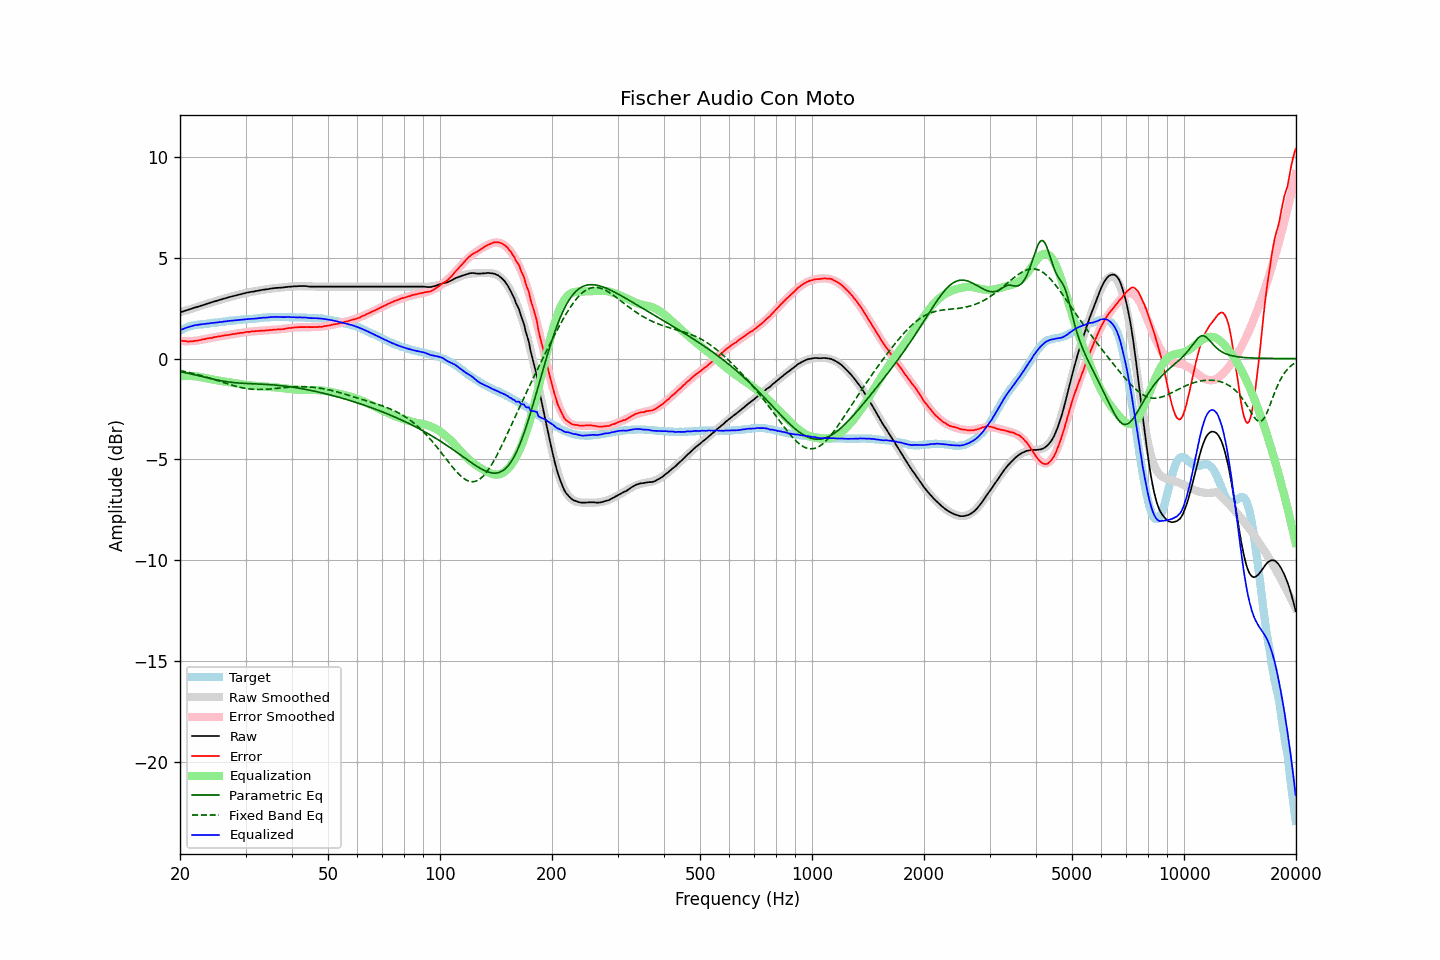 Fischer Audio Con Moto
Amplitude (dBr)
10
5
0
−5
−10
−15
−20
Target
Raw Smoothed
Error Smoothed
Raw
Error
Equalization
Parametric Eq
Fixed Band Eq
Equalized
20 50 100 200 500 1000 2000 5000 10000 20000
Frequency (Hz)